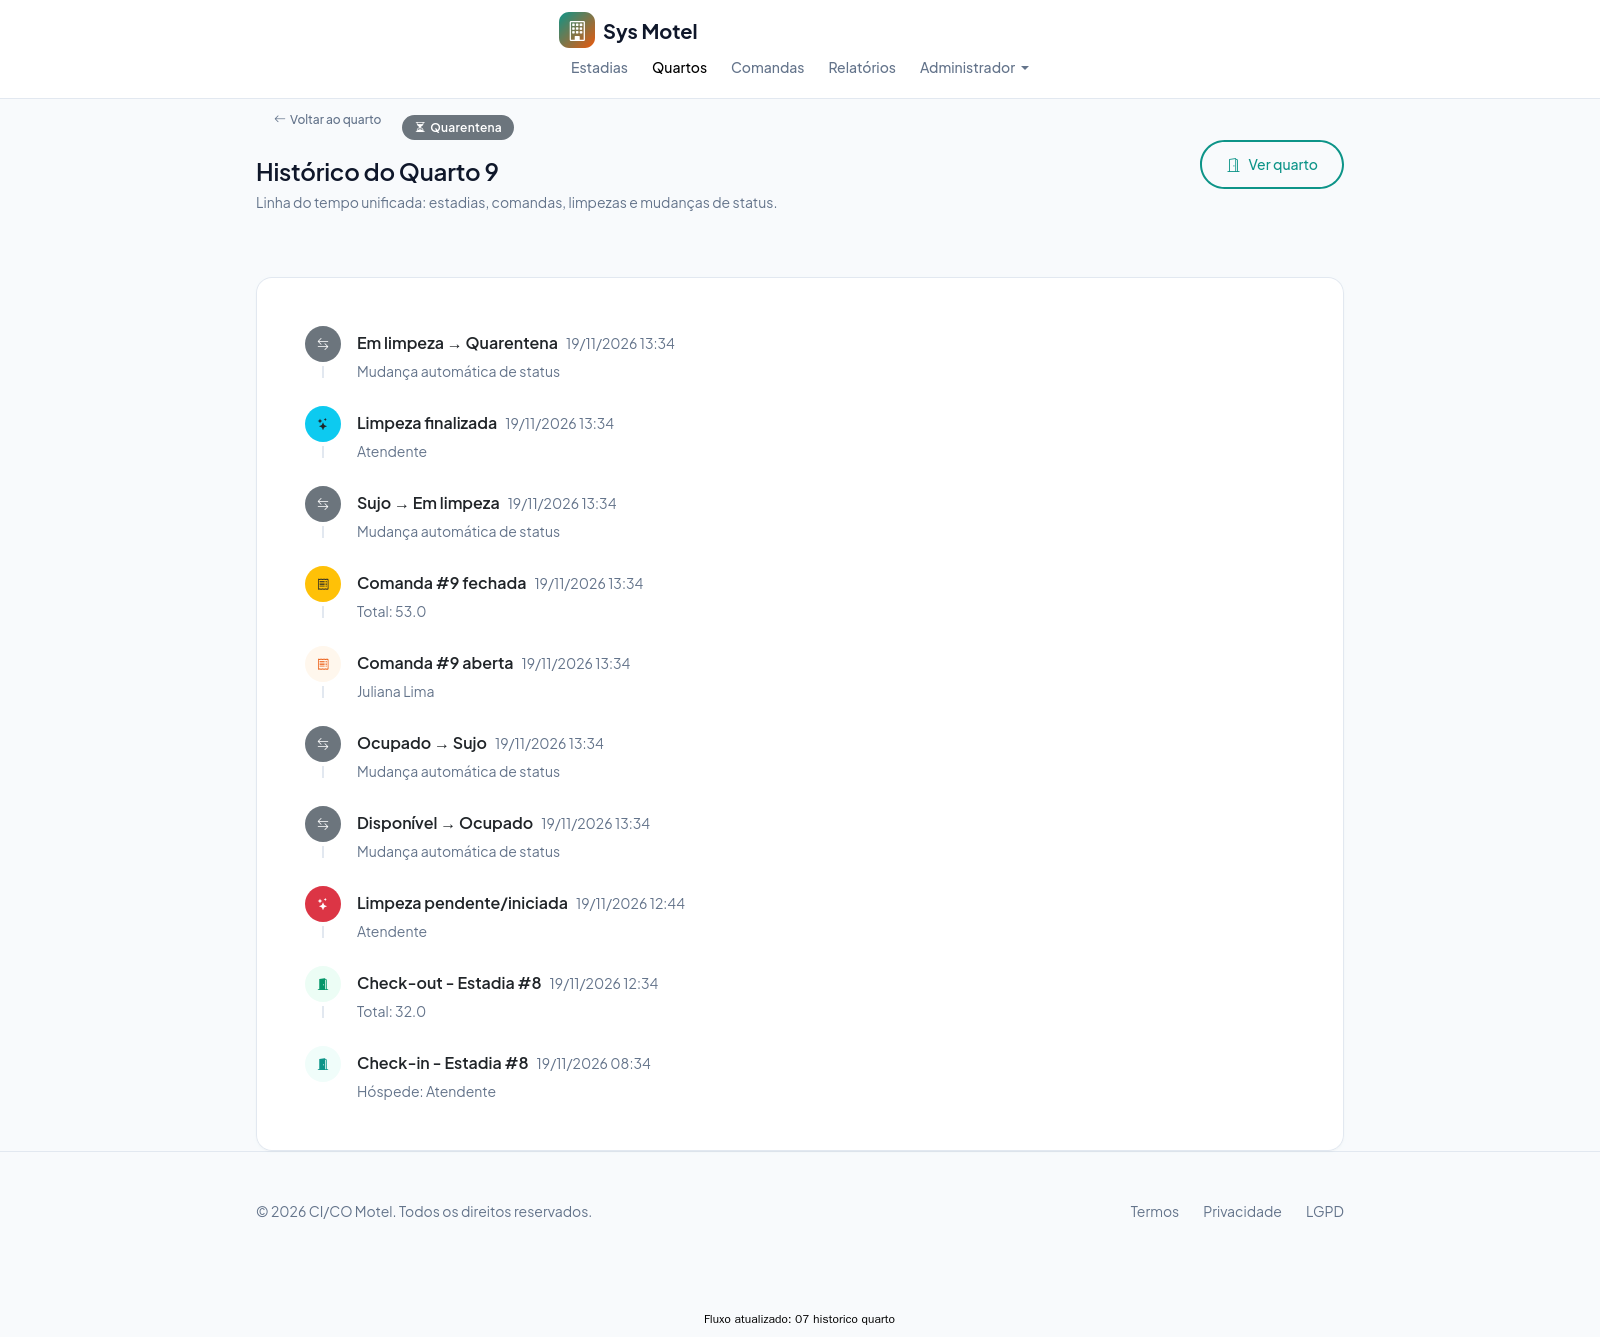 Sys Motel
Estadias Quartos Comandas Relatórios Administrador
← Voltar ao quarto Quarentena
Histórico do Quarto 9
Linha do tempo unificada: estadias, comandas, limpezas e mudanças de status.
Ver quarto
Em limpeza → Quarentena 19/11/2026 13:34
Mudança automática de status
Limpeza finalizada 19/11/2026 13:34
Atendente
Sujo → Em limpeza 19/11/2026 13:34
Mudança automática de status
Comanda #9 fechada 19/11/2026 13:34
Total: 53.0
Comanda #9 aberta 19/11/2026 13:34
Juliana Lima
Ocupado → Sujo 19/11/2026 13:34
Mudança automática de status
Disponível → Ocupado 19/11/2026 13:34
Mudança automática de status
Limpeza pendente/iniciada 19/11/2026 12:44
Atendente
Check-out - Estadia #8 19/11/2026 12:34
Total: 32.0
Check-in - Estadia #8 19/11/2026 08:34
Hóspede: Atendente
© 2026 CI/CO Motel. Todos os direitos reservados.
Termos Privacidade LGPD
Fluxo atualizado: 07 historico quarto